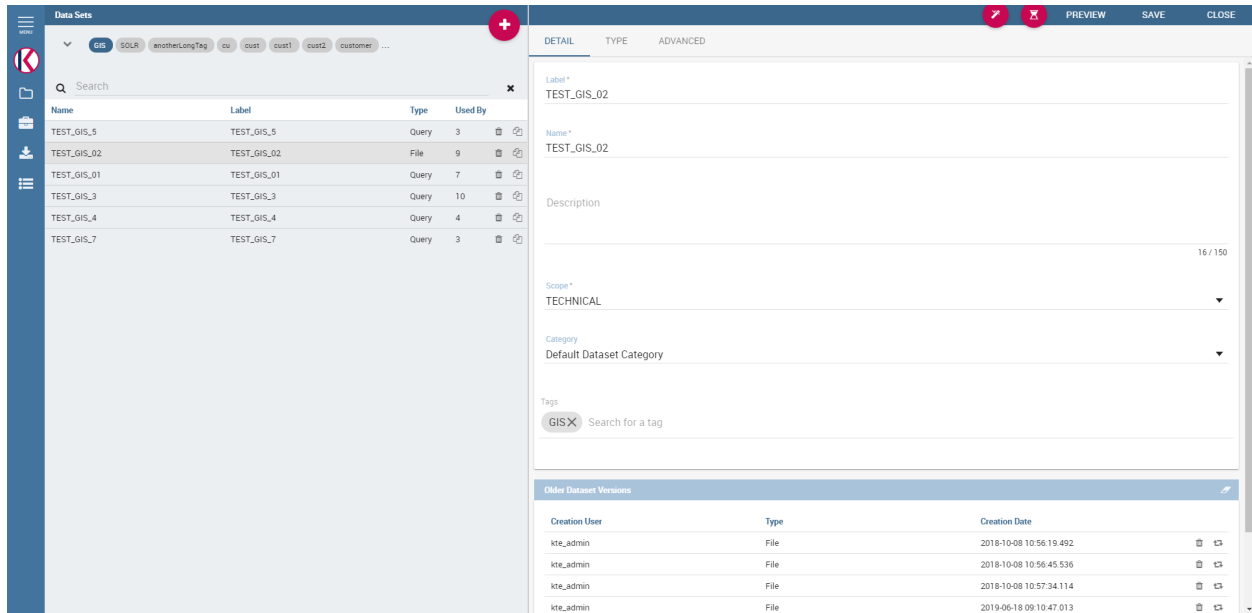 MENU
Data Sets
GIS SOLR anotherLongTag cu cust cust1 cust2 customer ...
Search
Name Label Type Used By
TEST_GIS_5 TEST_GIS_5 Query 3
TEST_GIS_02 TEST_GIS_02 File 9
TEST_GIS_01 TEST_GIS_01 Query 7
TEST_GIS_3 TEST_GIS_3 Query 10
TEST_GIS_4 TEST_GIS_4 Query 4
TEST_GIS_7 TEST_GIS_7 Query 3
PREVIEW SAVE CLOSE
DETAIL TYPE ADVANCED
Label *
TEST_GIS_02
Name *
TEST_GIS_02
Description
16 / 150
Scope *
TECHNICAL
Category
Default Dataset Category
Tags
GIS Search for a tag
Older Dataset Versions
Creation User Type Creation Date
kte_admin File 2018-10-08 10:56:19.492
kte_admin File 2018-10-08 10:56:45.536
kte_admin File 2018-10-08 10:57:34.114
kte_admin File 2019-06-18 09:10:47.013